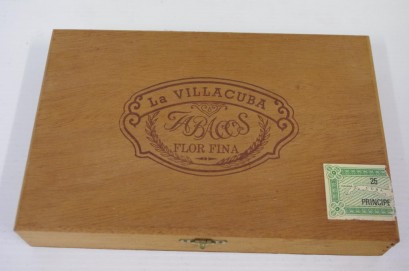 La VILLACUBA
TABACOS
FLOR FINA
25
PRINCIPE